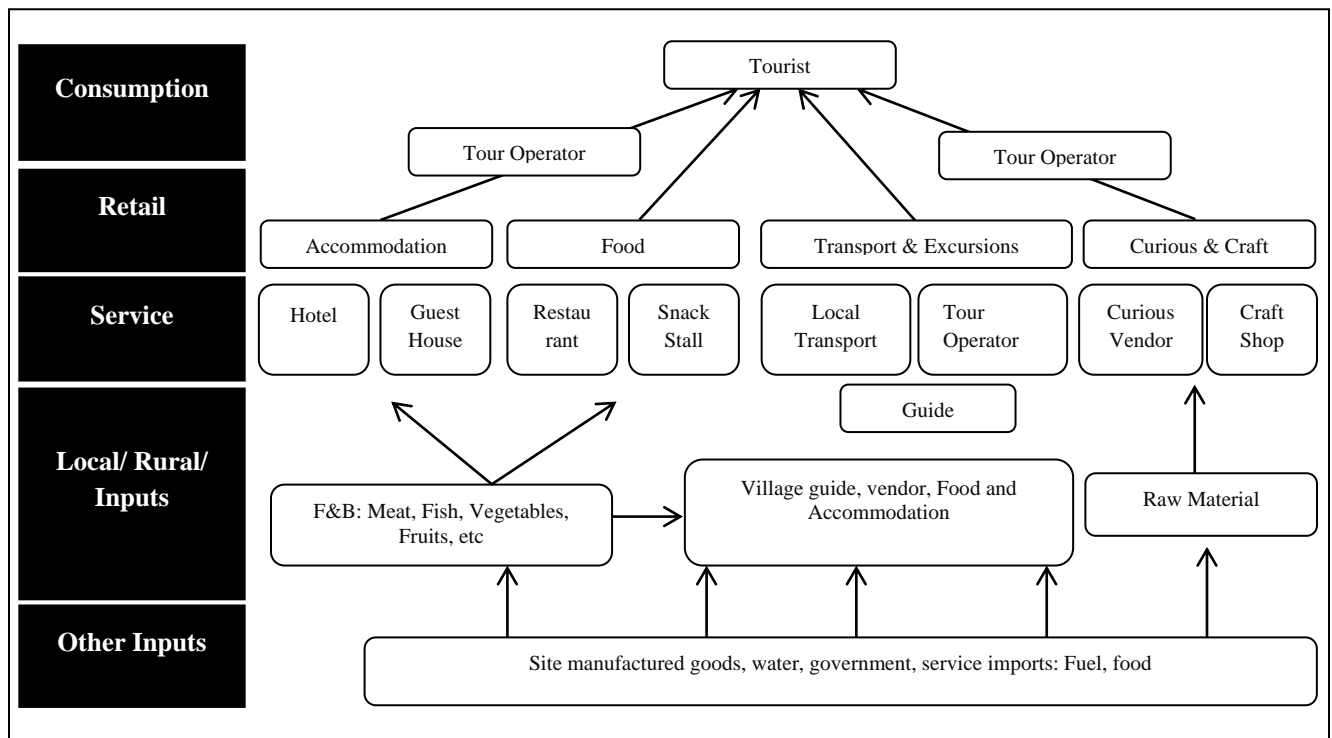 Consumption
Tourist
Tour Operator
Tour Operator
Retail
Accommodation
Food
Transport & Excursions
Curious & Craft
Service
Hotel
Guest
House
Restau
rant
Snack
Stall
Local
Transport
Tour
Operator
Curious
Vendor
Craft
Shop
Guide
Local/ Rural/
Inputs
F&B: Meat, Fish, Vegetables,
Fruits, etc
Village guide, vendor, Food and
Accommodation
Raw Material
Other Inputs
Site manufactured goods, water, government, service imports: Fuel, food